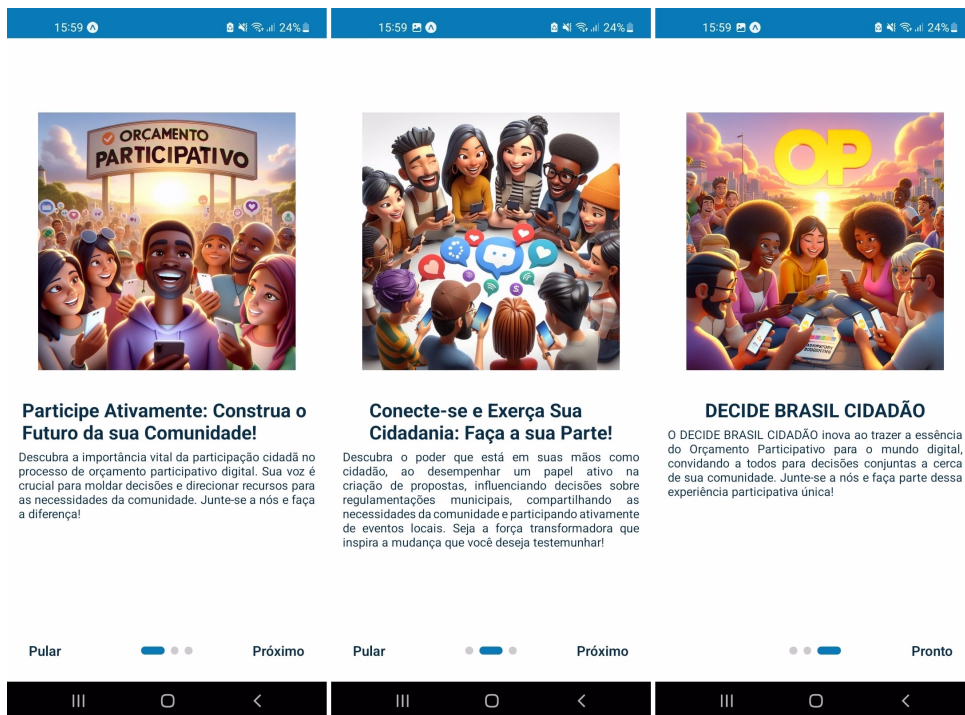 15:59
24%
ORCAMENTO
PARTICIPATIVO
Participe Ativamente: Construa o
Futuro da sua Comunidade!
Descubra a importância vital da participação cidadã no
processo de orçamento participativo digital. Sua voz é
crucial para moldar decisões e direcionar recursos para
as necessidades da comunidade. Junte-se a nós e faça
a diferença!
Pular
Próximo
15:59
24%
Conecte-se e Exerça Sua
Cidadania: Faça a sua Parte!
Descubra o poder que está em suas mãos como
cidadão, ao desempenhar um papel ativo na
criação de propostas, influenciando decisões sobre
regulamentações municipais, compartilhando as
necessidades da comunidade e participando ativamente
de eventos locais. Seja a força transformadora que
inspira a mudança que você deseja testemunhar!
Pular
Próximo
15:59
24%
OP
DECIDE BRASIL CIDADÃO
O DECIDE BRASIL CIDADÃO inova ao trazer a essência
do Orçamento Participativo para o mundo digital,
convidando a todos para decisões conjuntas a cerca
de sua comunidade. Junte-se a nós e faça parte dessa
experiência participativa única!
Pronto